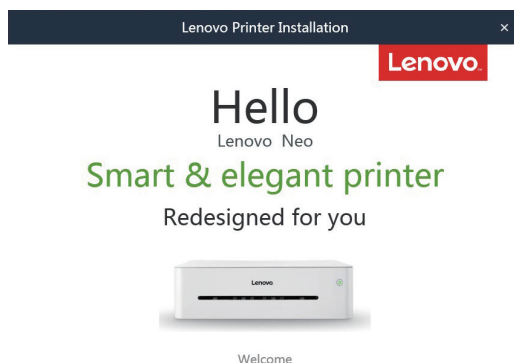 Lenovo Printer Installation
×
Lenovo
Hello
Lenovo Neo
Smart & elegant printer
Redesigned for you
Lenovo
Welcome